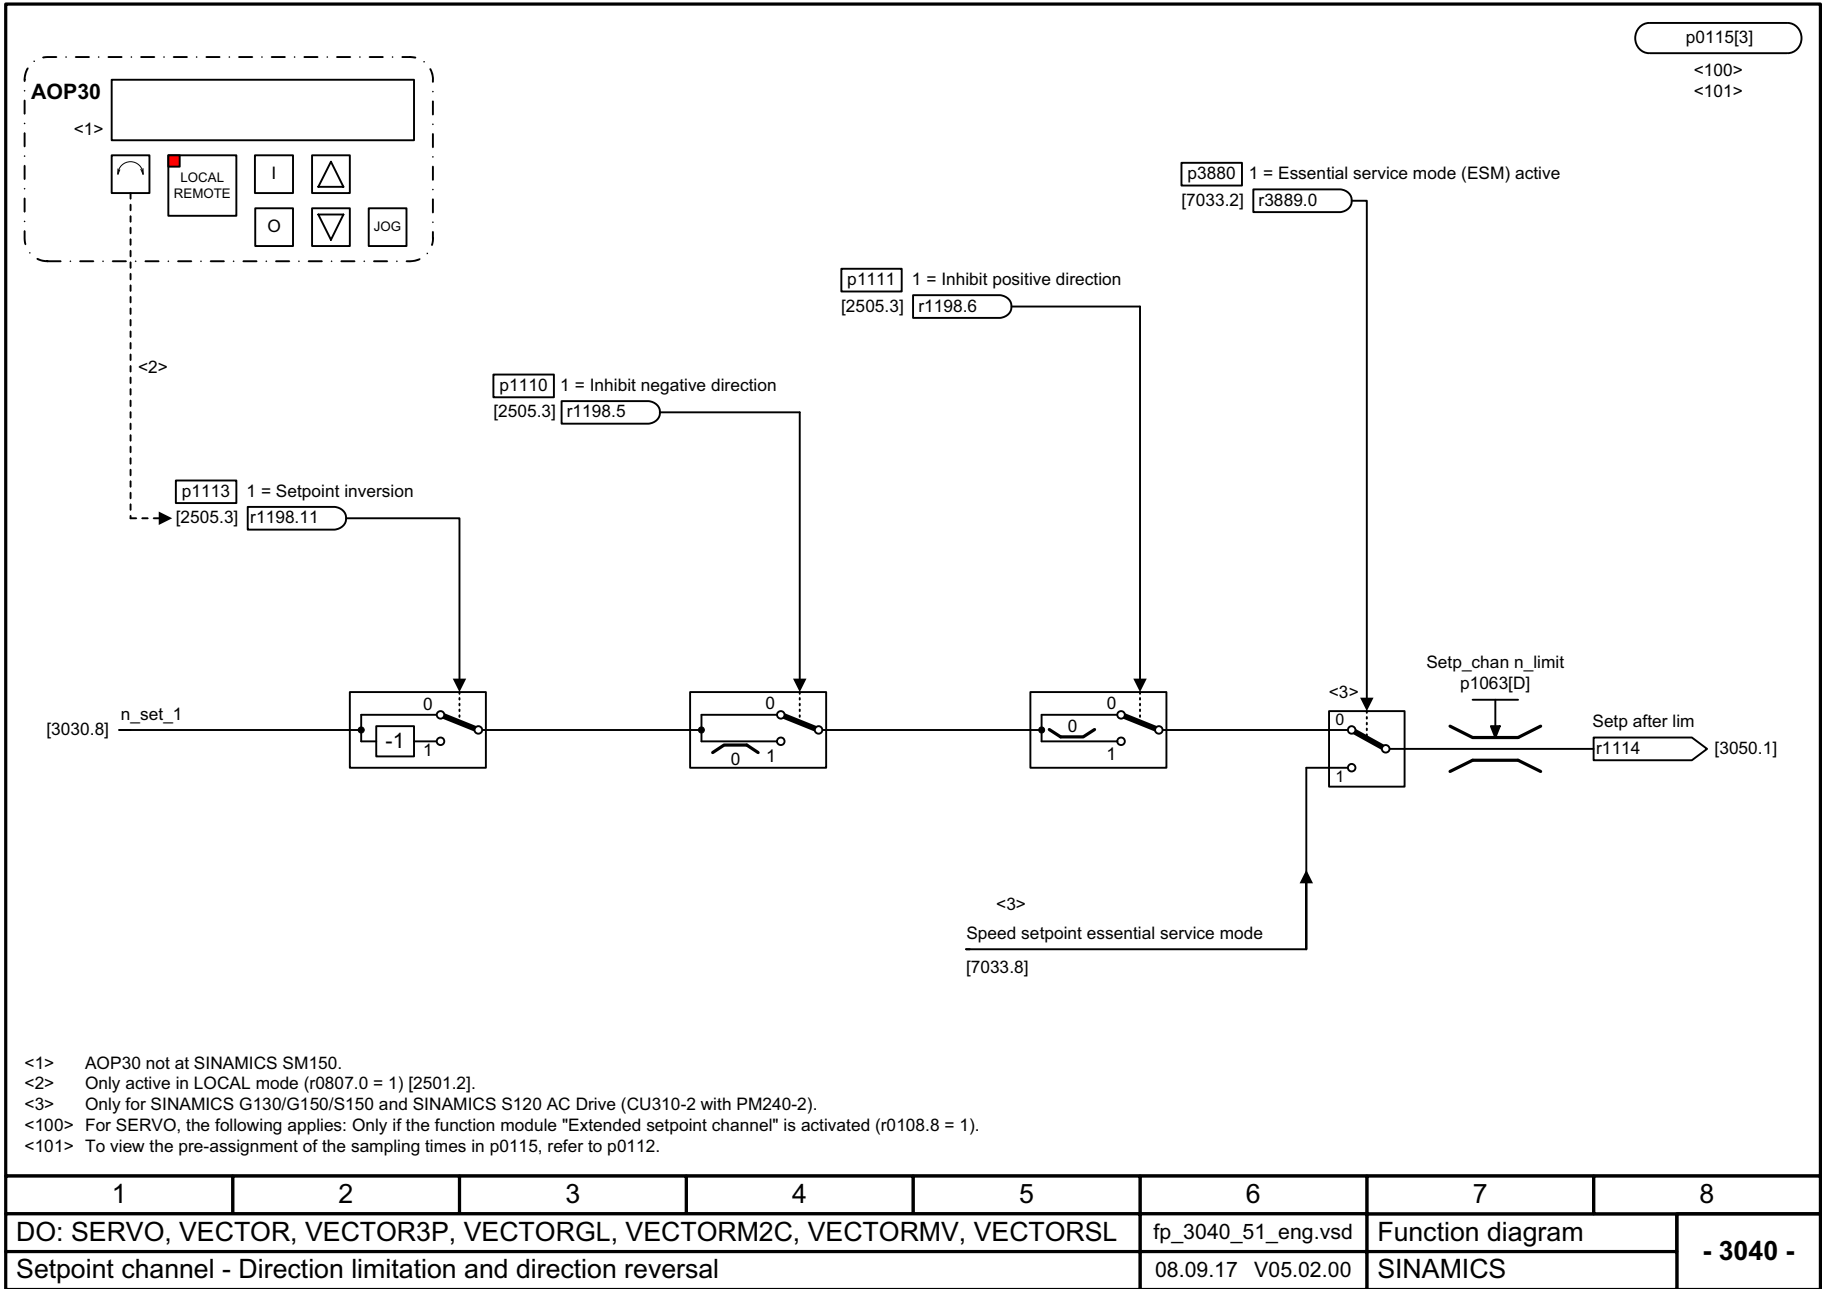 p0115[3]
<100>
<101>
AOP30
<1>
LOCAL
REMOTE
I
O
JOG
<2>
p3880 1 = Essential service mode (ESM) active
[7033.2] r3889.0
p1111 1 = Inhibit positive direction
[2505.3] r1198.6
p1110 1 = Inhibit negative direction
[2505.3] r1198.5
p1113 1 = Setpoint inversion
[2505.3] r1198.11
[3030.8] n_set_1
0
-1 1
0
0 1
0
0
1
<3>
0
1
Setp_chan n_limit
p1063[D]
Setp after lim
r1114 [3050.1]
<3>
Speed setpoint essential service mode
[7033.8]
<1> AOP30 not at SINAMICS SM150.
<2> Only active in LOCAL mode (r0807.0 = 1) [2501.2].
<3> Only for SINAMICS G130/G150/S150 and SINAMICS S120 AC Drive (CU310-2 with PM240-2).
<100> For SERVO, the following applies: Only if the function module "Extended setpoint channel" is activated (r0108.8 = 1).
<101> To view the pre-assignment of the sampling times in p0115, refer to p0112.
1 2 3 4 5 6 7 8
DO: SERVO, VECTOR, VECTOR3P, VECTORGL, VECTORM2C, VECTORMV, VECTORSL fp_3040_51_eng.vsd Function diagram
- 3040 -
Setpoint channel - Direction limitation and direction reversal 08.09.17 V05.02.00 SINAMICS